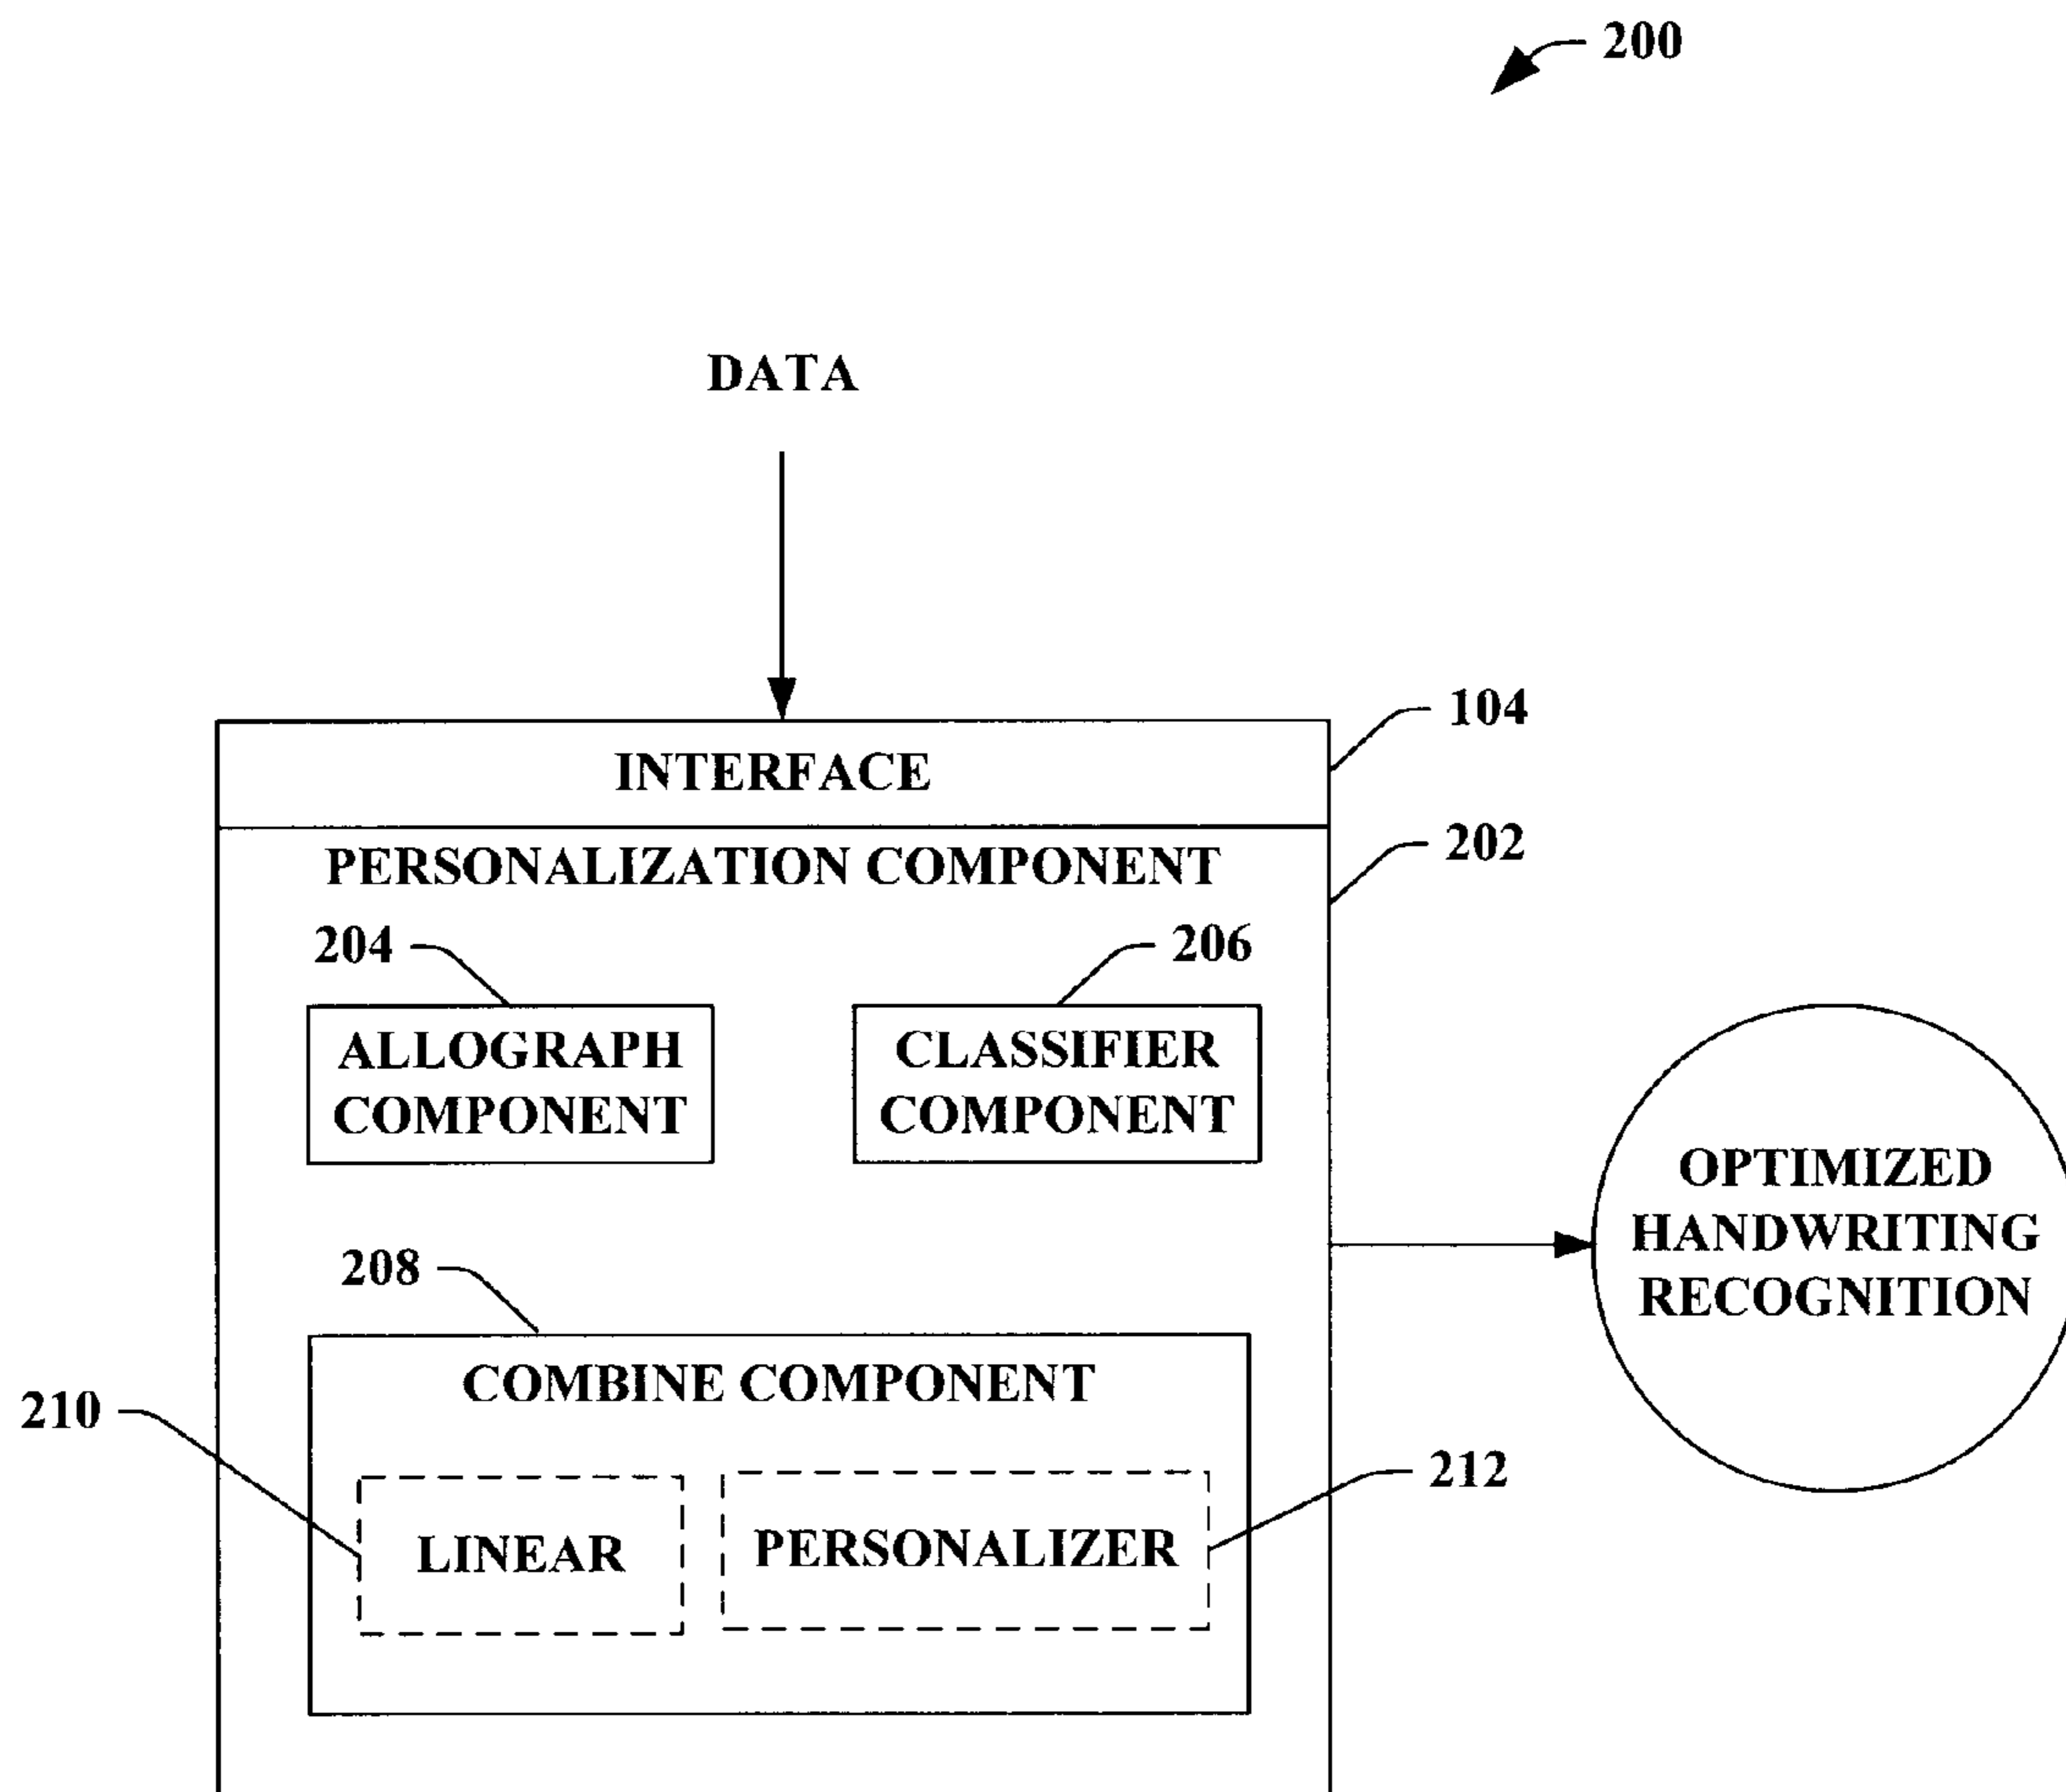 200
DATA
INTERFACE
104
PERSONALIZATION COMPONENT
202
204
206
ALLOGRAPH
COMPONENT
CLASSIFIER
COMPONENT
OPTIMIZED
HANDWRITING
RECOGNITION
208
COMBINE COMPONENT
210
212
LINEAR
PERSONALIZER